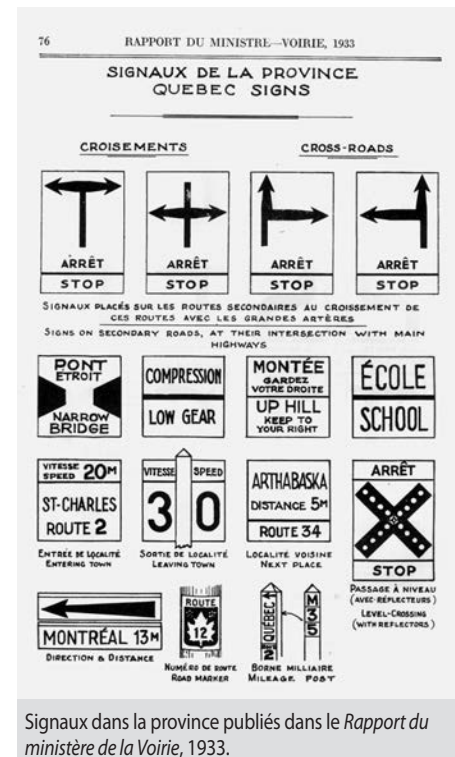 76 RAPPORT DU MINISTRE—VOIRIE, 1933
SIGNAUX DE LA PROVINCE
QUEBEC SIGNS
CROISEMENTS CROSS-ROADS
ARRÊT ARRÊT ARRÊT ARRÊT
STOP STOP STOP STOP
SIGNAUX PLACÉS SUR LES ROUTES SECONDAIRES AU CROISEMENT DE
CES ROUTES AVEC LES GRANDES ARTÈRES
SIGNS ON SECONDARY ROADS, AT THEIR INTERSECTION WITH MAIN
HIGHWAYS
PONT
ETROIT
NARROW
BRIDGE
COMPRESSION
LOW GEAR
MONTÉE
GARDEZ
VOTRE DROITE
UP HILL
KEEP TO
YOUR RIGHT
ÉCOLE
SCHOOL
VITESSE
SPEED 20M
ST-CHARLES
ROUTE 2
ENTRÉE DE LOCALITÉ
ENTERING TOWN
VITESSE SPEED
30
SORTIE DE LOCALITÉ
LEAVING TOWN
ARTHABASKA
DISTANCE 5M
ROUTE 34
LOCALITÉ VOISINE
NEXT PLACE
ARRÊT
STOP
PASSAGE À NIVEAU
(AVEC RÉFLECTEURS)
LEVEL-CROSSING
(WITH REFLECTORS)
MONTRÉAL 13M
DIRECTION & DISTANCE
ROUTE
12
NUMÉRO DE ROUTE
ROAD MARKER
QUÉBEC 4
2
M
35
BORNE MILLIAIRE
MILEAGE POST
Signaux dans la province publiés dans le Rapport du
ministère de la Voirie, 1933.